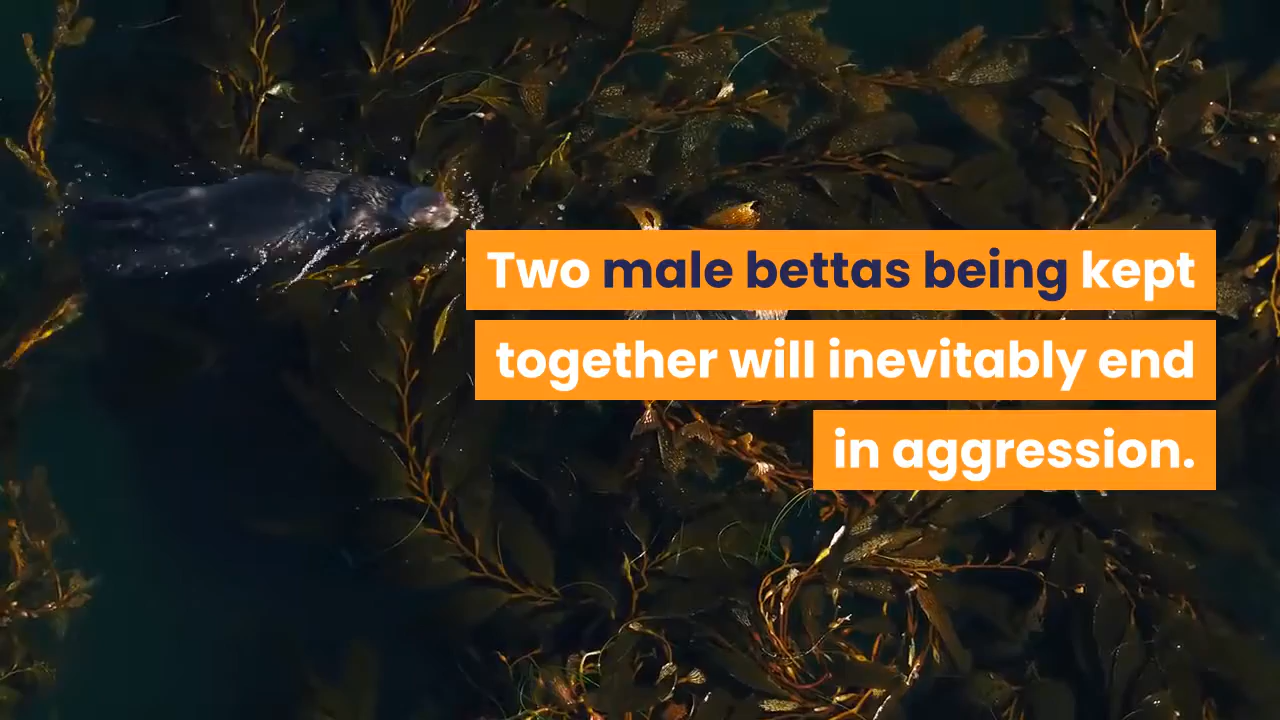 Two male bettas being kept
together will inevitably end
in aggression.